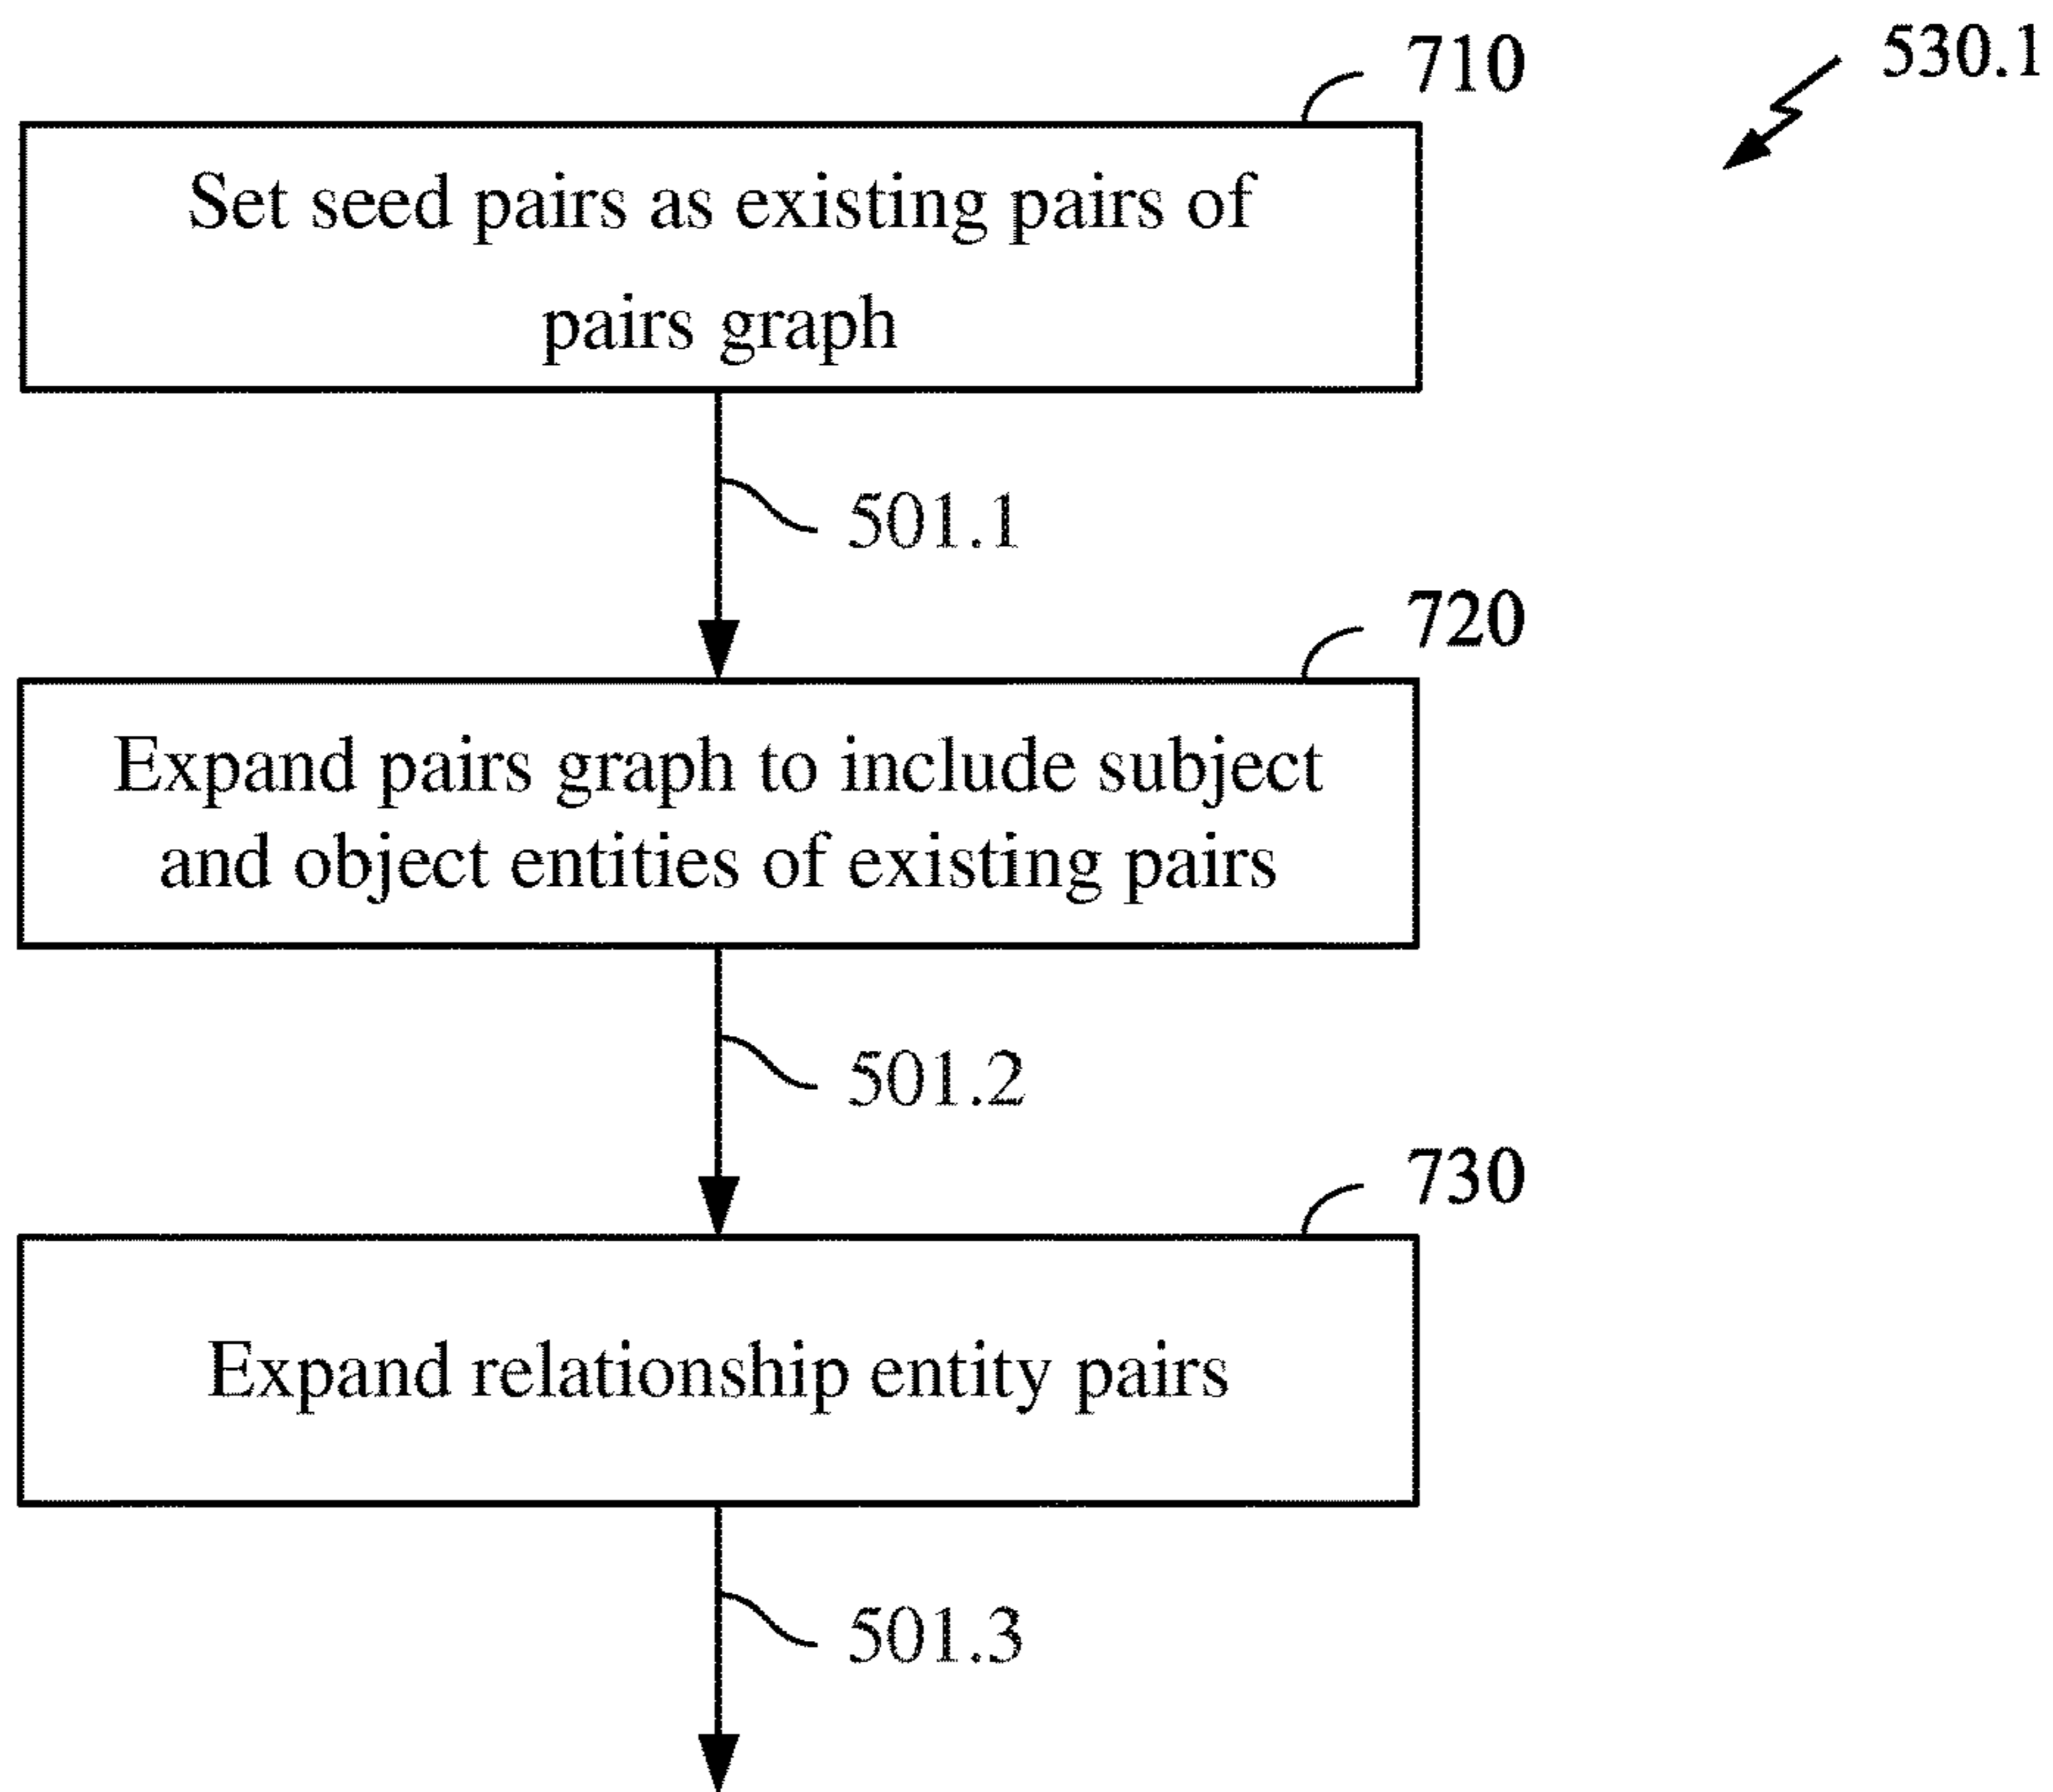 710
530.1
Set seed pairs as existing pairs of
pairs graph
501.1
720
Expand pairs graph to include subject
and object entities of existing pairs
501.2
730
Expand relationship entity pairs
501.3